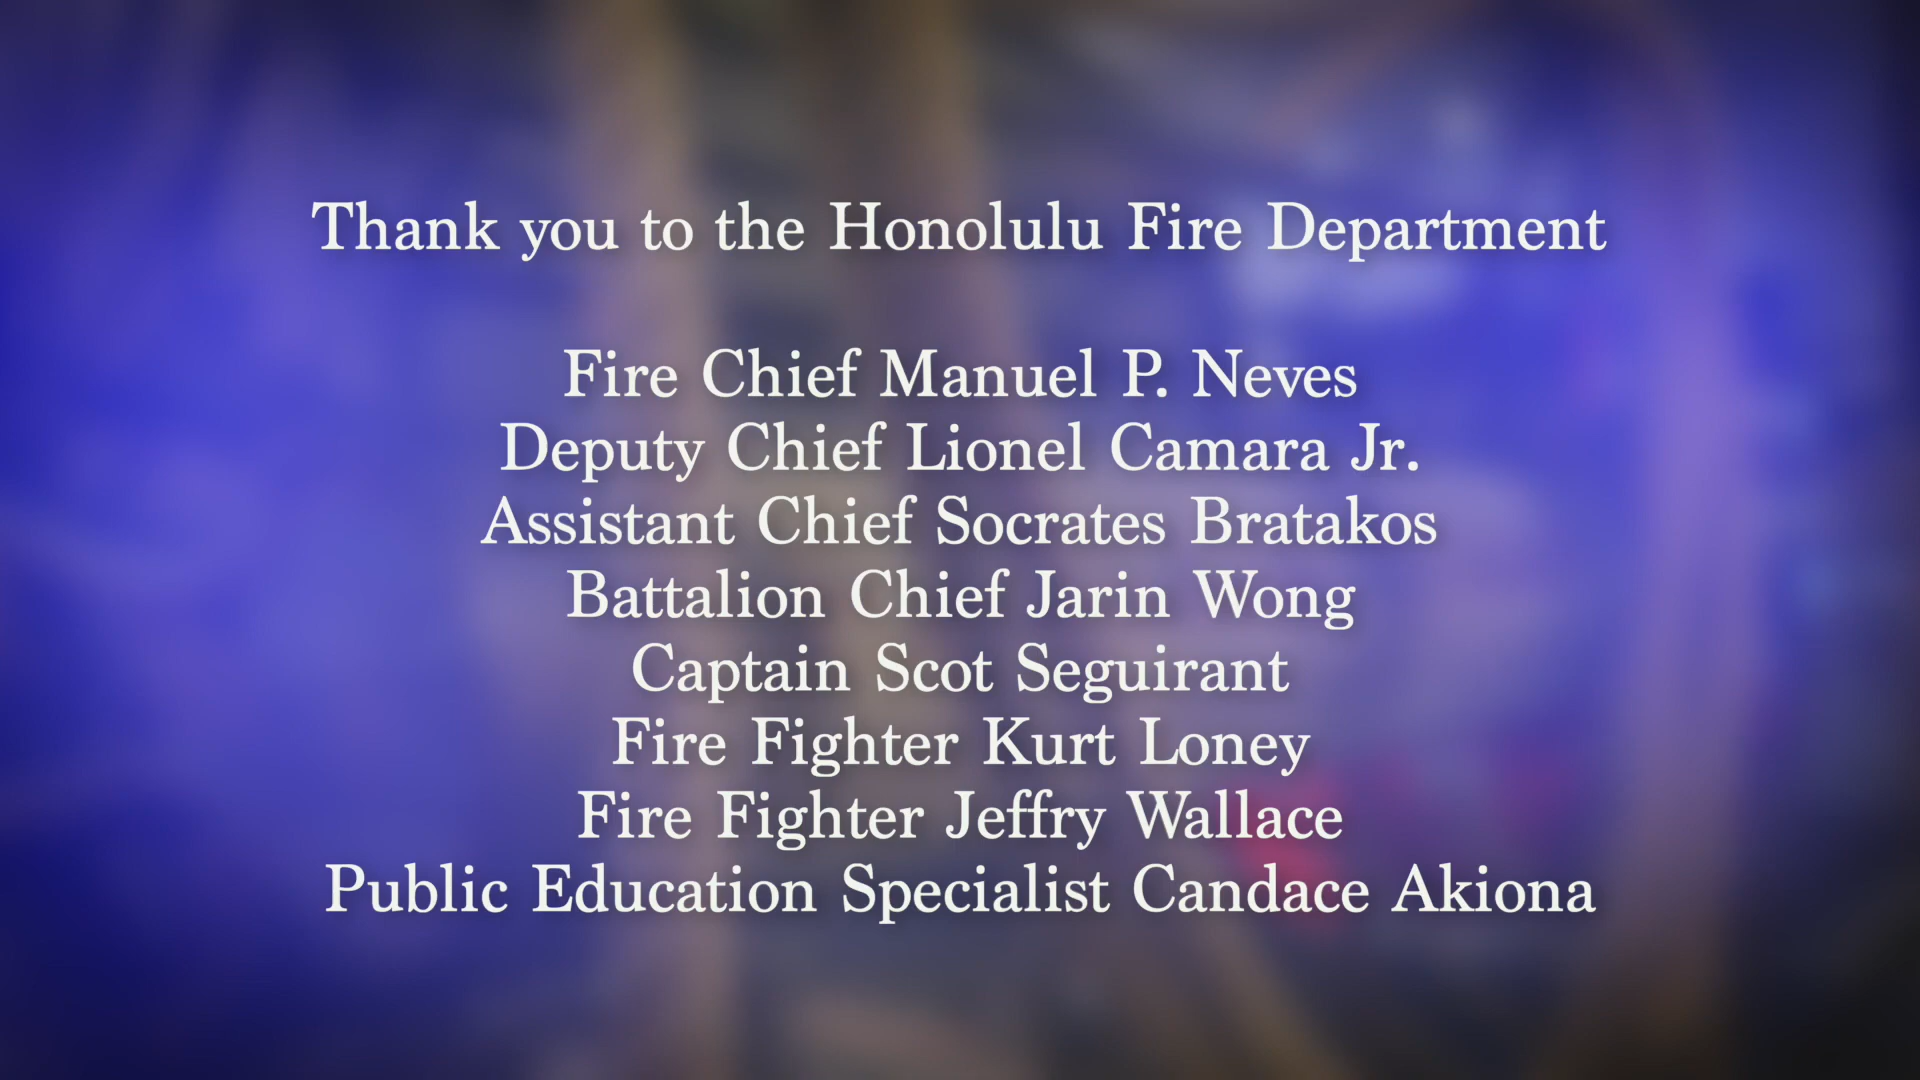 Thank you to the Honolulu Fire Department
Fire Chief Manuel P. Neves
Deputy Chief Lionel Camara Jr.
Assistant Chief Socrates Bratakos
Battalion Chief Jarin Wong
Captain Scot Seguirant
Fire Fighter Kurt Loney
Fire Fighter Jeffry Wallace
Public Education Specialist Candace Akiona